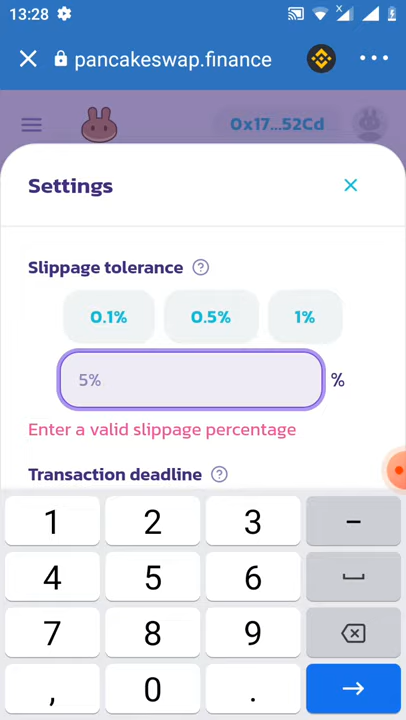 13:28
pancakeswap.finance
0x17...52Cd
Settings
Slippage tolerance ?
0.1% 0.5% 1%
5% %
Enter a valid slippage percentage
Transaction deadline ?
1 2 3 –
4 5 6
7 8 9
, 0 .